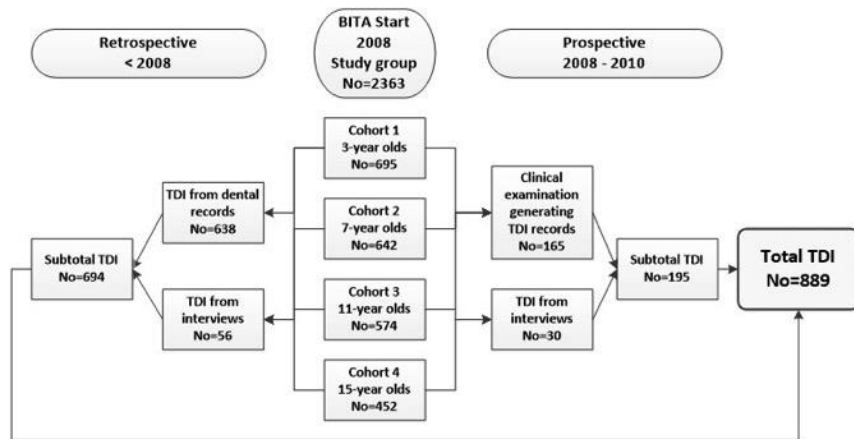 Retrospective
< 2008
BITA Start
2008
Study group
No=2363
Prospective
2008 - 2010
Cohort 1
3-year olds
No=695
TDI from dental
records
No=638
Cohort 2
7-year olds
No=642
Clinical
examination
generating
TDI records
No=165
Subtotal TDI
No=694
Subtotal TDI
No=195
Total TDI
No=889
TDI from
interviews
No=56
Cohort 3
11-year olds
No=574
TDI from
interviews
No=30
Cohort 4
15-year olds
No=452